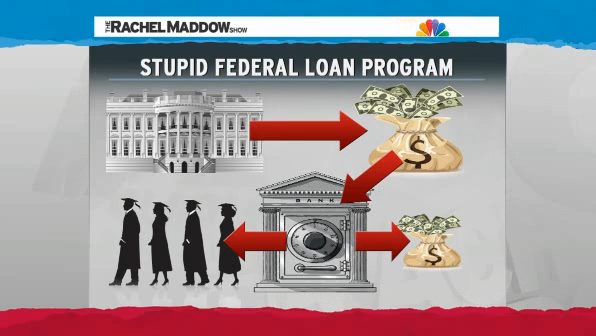 THE RACHEL MADDOW SHOW
STUPID FEDERAL LOAN PROGRAM
$
BANK
$